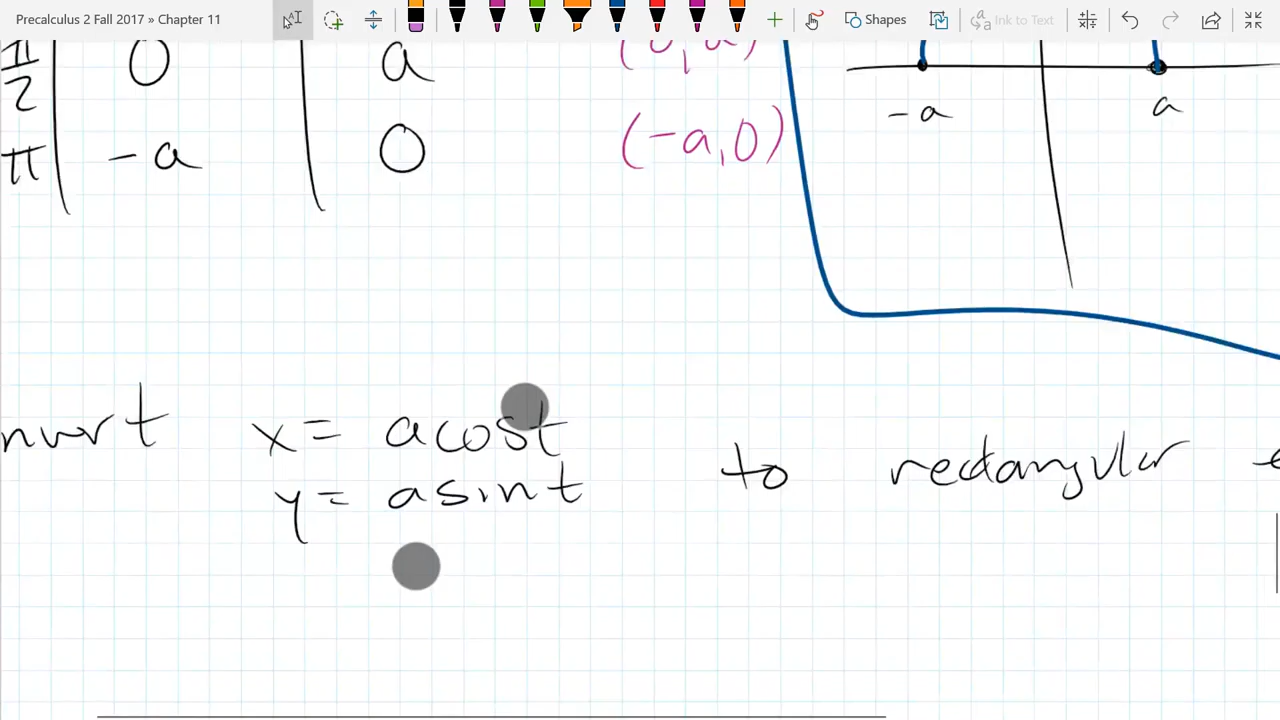 Precalculus 2 Fall 2017 » Chapter 11
Shapes
Ink to Text
π/2 0 a
π -a 0
(-a,0)
-a a
x = acost
y = asint
to rectangular